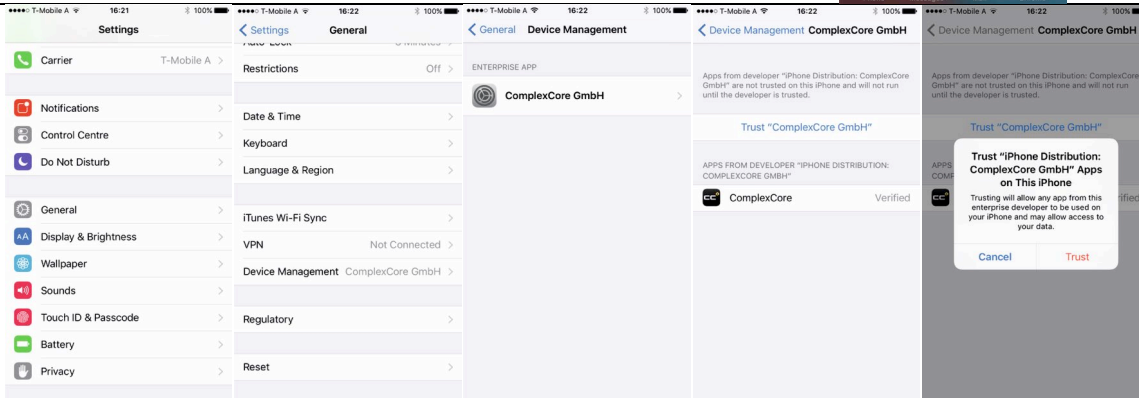 T-Mobile A 16:21 100%
Settings
Carrier T-Mobile A
Notifications
Control Centre
Do Not Disturb
General
Display & Brightness
AA
Wallpaper
Sounds
Touch ID & Passcode
Battery
Privacy
T-Mobile A 16:22 100%
Settings General
Restrictions Off
Date & Time
Keyboard
Language & Region
iTunes Wi-Fi Sync
VPN Not Connected
Device Management ComplexCore GmbH
Regulatory
Reset
T-Mobile A 16:22 100%
General Device Management
ENTERPRISE APP
ComplexCore GmbH
T-Mobile A 16:22 100%
Device Management ComplexCore GmbH
Apps from developer "iPhone Distribution: ComplexCore
GmbH" are not trusted on this iPhone and will not run
until the developer is trusted.
Trust "ComplexCore GmbH"
APPS FROM DEVELOPER "IPHONE DISTRIBUTION:
COMPLEXCORE GMBH"
CC ComplexCore Verified
T-Mobile A 16:22 100%
Device Management ComplexCore GmbH
Apps from developer "iPhone Distribution: ComplexCore
GmbH" are not trusted on this iPhone and will not run
until the developer is trusted.
Trust "ComplexCore GmbH"
APPS
Trust "iPhone Distribution:
ComplexCore GmbH" Apps
on This iPhone
Trusting will allow any app from this
enterprise developer to be used on
your iPhone and may allow access to
your data.
Cancel Trust